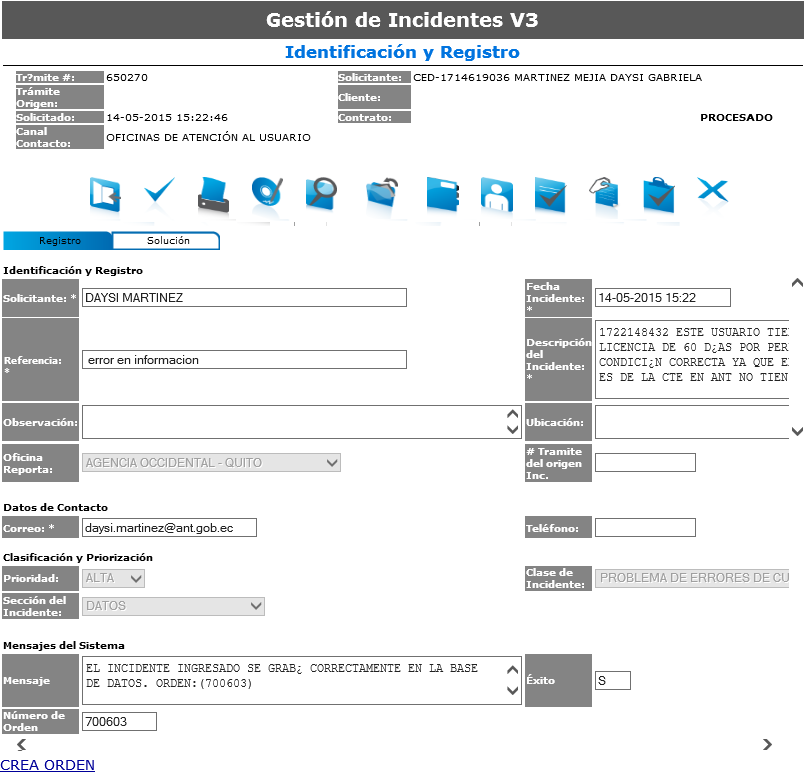 Gestión de Incidentes V3
Identificación y Registro
Tr?mite #: 650270 Solicitante: CED-1714619036 MARTINEZ MEJIA DAYSI GABRIELA
Trámite Origen: Cliente:
Solicitado: 14-05-2015 15:22:46 Contrato: PROCESADO
Canal Contacto: OFICINAS DE ATENCIÓN AL USUARIO
Registro Solución
Identificación y Registro
Solicitante: * DAYSI MARTINEZ
Fecha Incidente: * 14-05-2015 15:22
Referencia: * error en informacion
Descripción del Incidente: *
1722148432 ESTE USUARIO TIE
LICENCIA DE 60 D¿AS POR PER
CONDICI¿N CORRECTA YA QUE E
ES DE LA CTE EN ANT NO TIEN
Observación: Ubicación:
Oficina Reporta: AGENCIA OCCIDENTAL - QUITO
# Tramite del origen Inc.
Datos de Contacto
Correo: * daysi.martinez@ant.gob.ec Teléfono:
Clasificación y Priorización
Prioridad: ALTA Clase de Incidente: PROBLEMA DE ERRORES DE CU
Sección del Incidente: DATOS
Mensajes del Sistema
Mensaje
EL INCIDENTE INGRESADO SE GRAB¿ CORRECTAMENTE EN LA BASE
DE DATOS. ORDEN:(700603)
Éxito S
Número de Orden 700603
CREA ORDEN